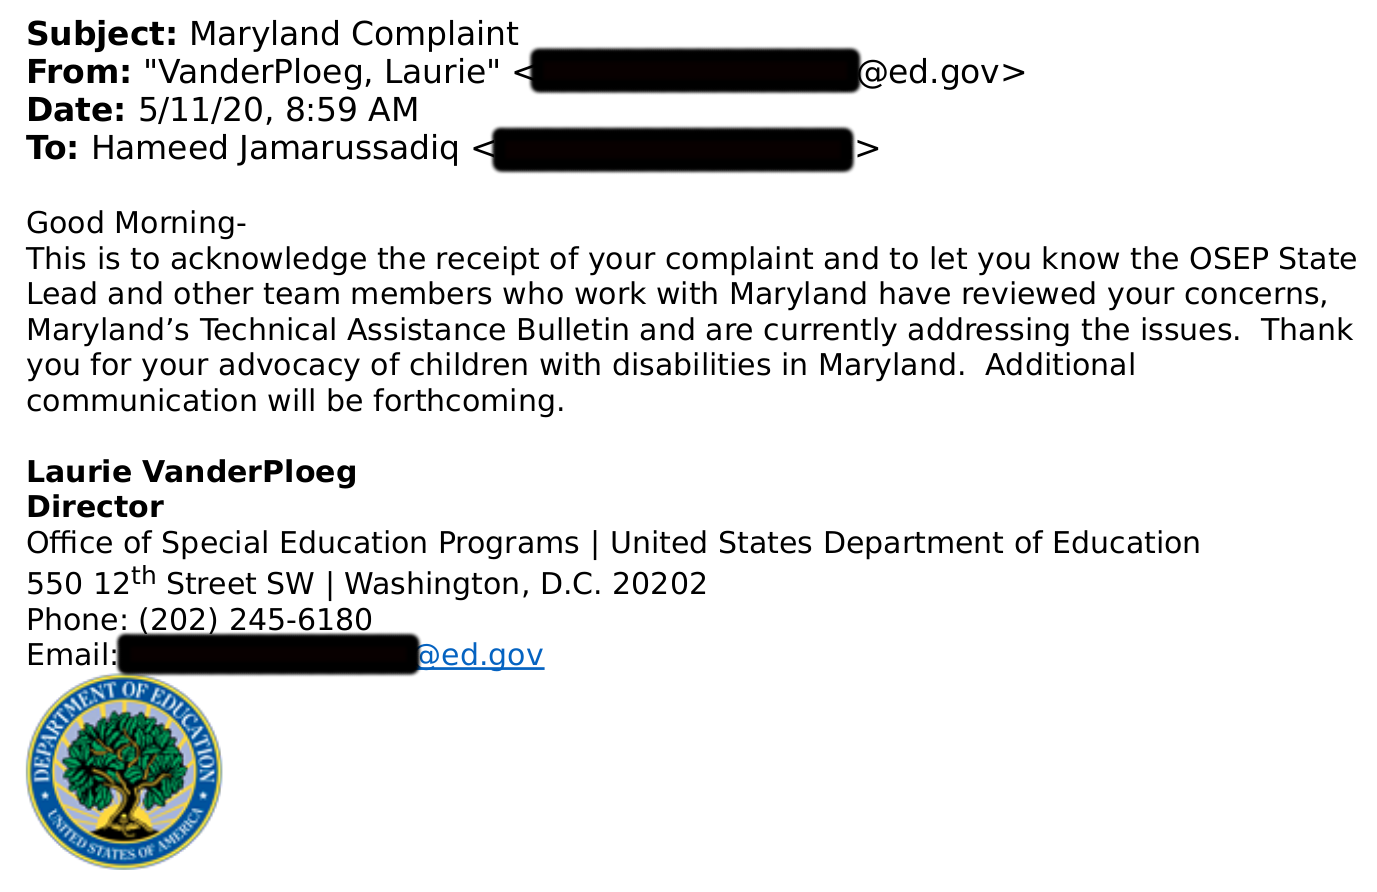 Subject: Maryland Complaint
From: "VanderPloeg, Laurie" <@ed.gov>
Date: 5/11/20, 8:59 AM
To: Hameed Jamarussadiq <>
Good Morning-
This is to acknowledge the receipt of your complaint and to let you know the OSEP State
Lead and other team members who work with Maryland have reviewed your concerns,
Maryland’s Technical Assistance Bulletin and are currently addressing the issues.  Thank
you for your advocacy of children with disabilities in Maryland.  Additional
communication will be forthcoming.
Laurie VanderPloeg
Director
Office of Special Education Programs | United States Department of Education
550 12th Street SW | Washington, D.C. 20202
Phone: (202) 245-6180
Email:@ed.gov
DEPARTMENT OF EDUCATION
UNITED STATES OF AMERICA